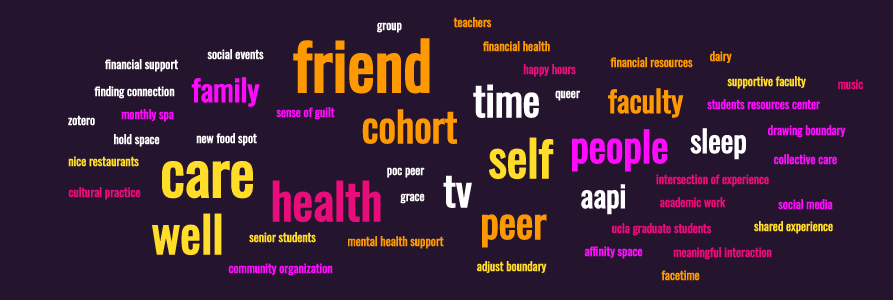 group
teachers
friend
financial health
social events
financial support
happy hours
financial resources
dairy
finding connection
family
time
queer
faculty
supportive faculty
music
monthly spa
sense of guilt
students resources center
zotero
cohort
hold space
new food spot
self
people
sleep
drawing boundary
nice restaurants
care
poc peer
collective care
cultural practice
health
grace
tv
aapi
intersection of experience
academic work
social media
well
senior students
mental health support
peer
ucla graduate students
shared experience
community organization
adjust boundary
affinity space
meaningful interaction
facetime